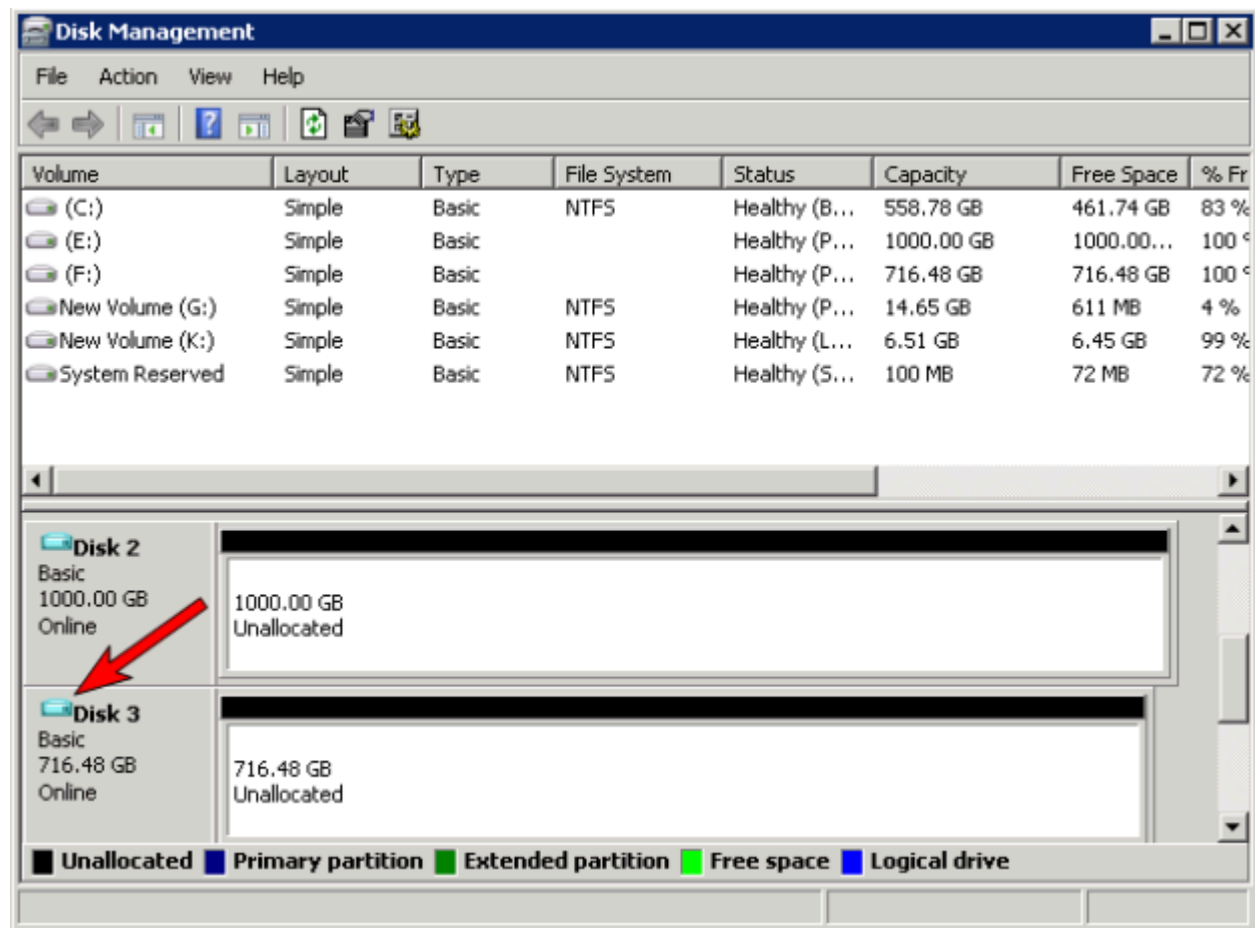 Disk Management
File Action View Help
Volume Layout Type File System Status Capacity Free Space % Fr
(C:) Simple Basic NTFS Healthy (B... 558.78 GB 461.74 GB 83 %
(E:) Simple Basic Healthy (P... 1000.00 GB 1000.00... 100 %
(F:) Simple Basic Healthy (P... 716.48 GB 716.48 GB 100 %
New Volume (G:) Simple Basic NTFS Healthy (P... 14.65 GB 611 MB 4 %
New Volume (K:) Simple Basic NTFS Healthy (L... 6.51 GB 6.45 GB 99 %
System Reserved Simple Basic NTFS Healthy (S... 100 MB 72 MB 72 %
Disk 2
Basic
1000.00 GB
Online
1000.00 GB
Unallocated
Disk 3
Basic
716.48 GB
Online
716.48 GB
Unallocated
Unallocated Primary partition Extended partition Free space Logical drive